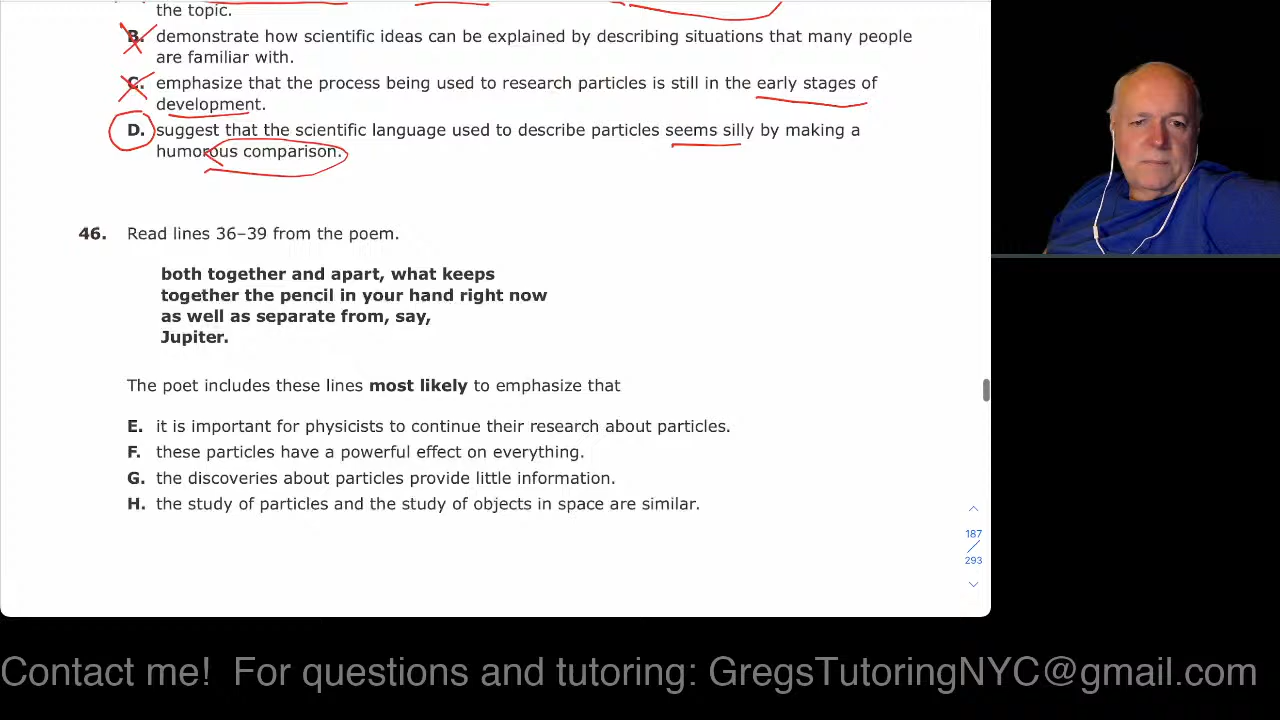 the topic.
B. demonstrate how scientific ideas can be explained by describing situations that many people
are familiar with.
C. emphasize that the process being used to research particles is still in the early stages of
development.
D. suggest that the scientific language used to describe particles seems silly by making a
humorous comparison.
46. Read lines 36–39 from the poem.
both together and apart, what keeps
together the pencil in your hand right now
as well as separate from, say,
Jupiter.
The poet includes these lines most likely to emphasize that
E. it is important for physicists to continue their research about particles.
F. these particles have a powerful effect on everything.
G. the discoveries about particles provide little information.
H. the study of particles and the study of objects in space are similar.
187
293
Contact me! For questions and tutoring: GregsTutoringNYC@gmail.com